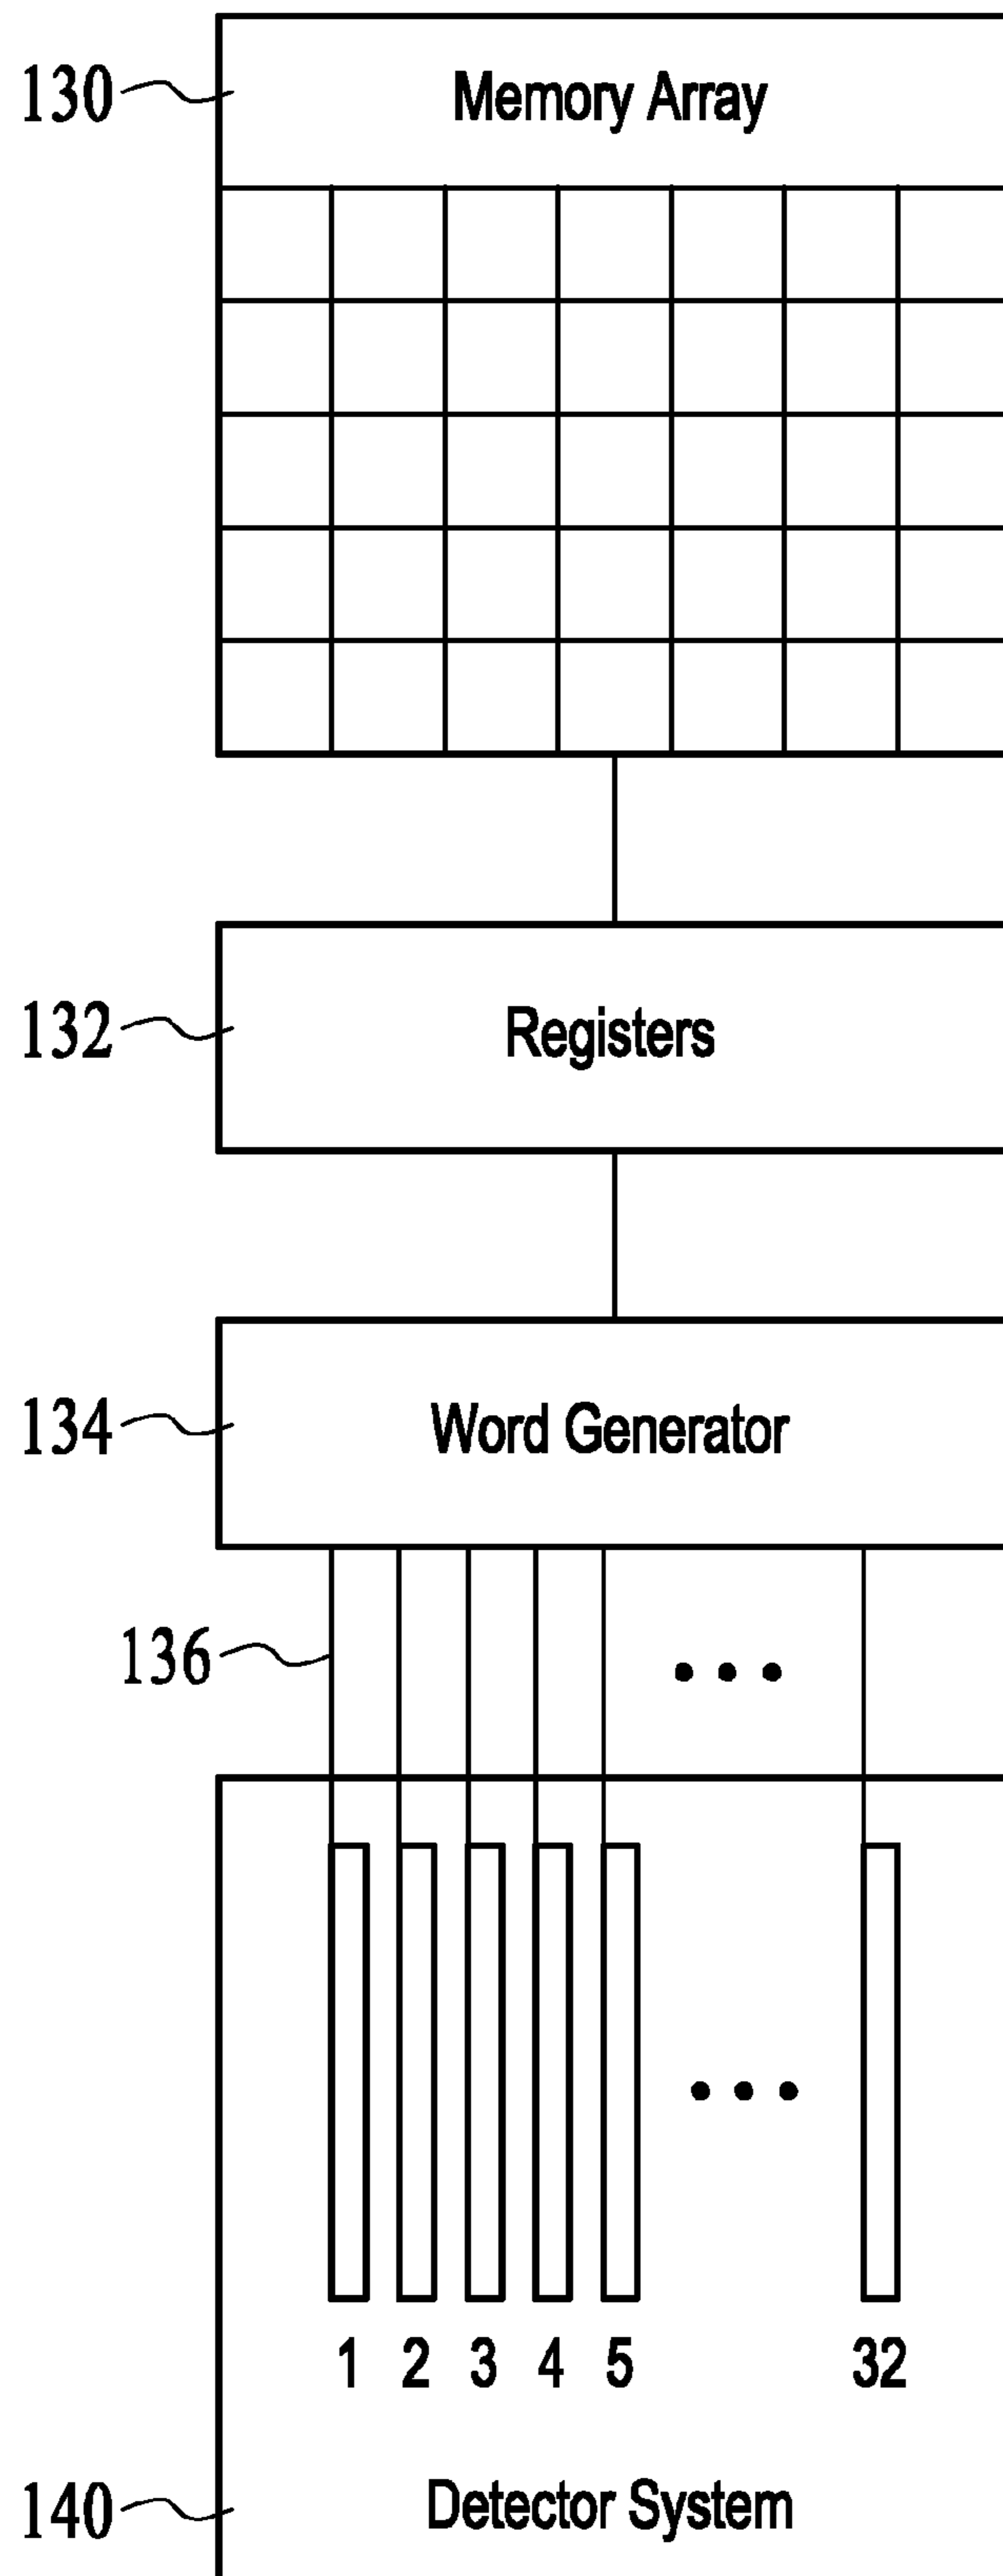 130 Memory Array
132 Registers
134 Word Generator
136
1 2 3 4 5 32
140 Detector System